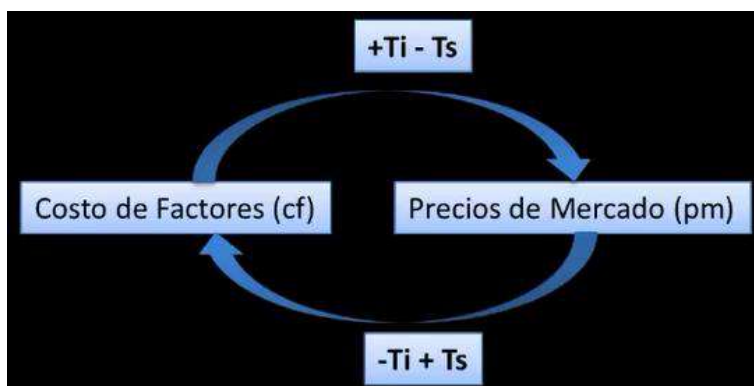 +Ti - Ts
Costo de Factores (cf)
Precios de Mercado (pm)
-Ti + Ts